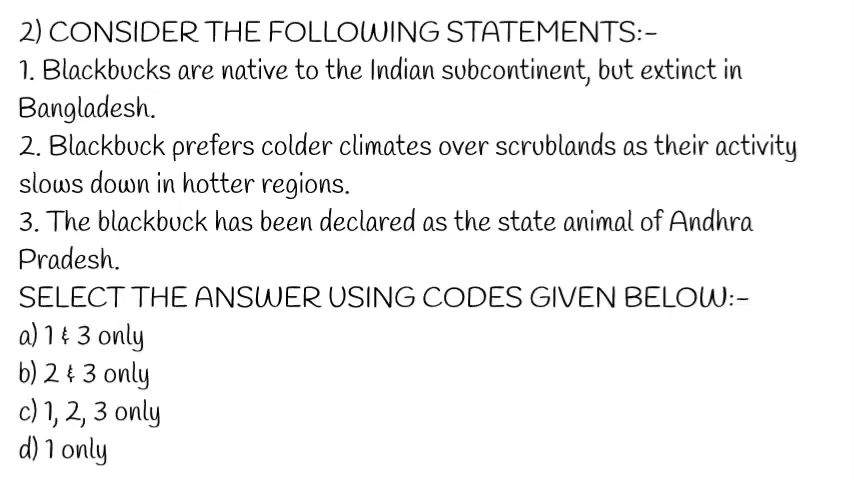 2) CONSIDER THE FOLLOWING STATEMENTS:-
1. Blackbucks are native to the Indian subcontinent, but extinct in
Bangladesh.
2. Blackbuck prefers colder climates over scrublands as their activity
slows down in hotter regions.
3. The blackbuck has been declared as the state animal of Andhra
Pradesh.
SELECT THE ANSWER USING CODES GIVEN BELOW:-
a) 1 & 3 only
b) 2 & 3 only
c) 1, 2, 3 only
d) 1 only